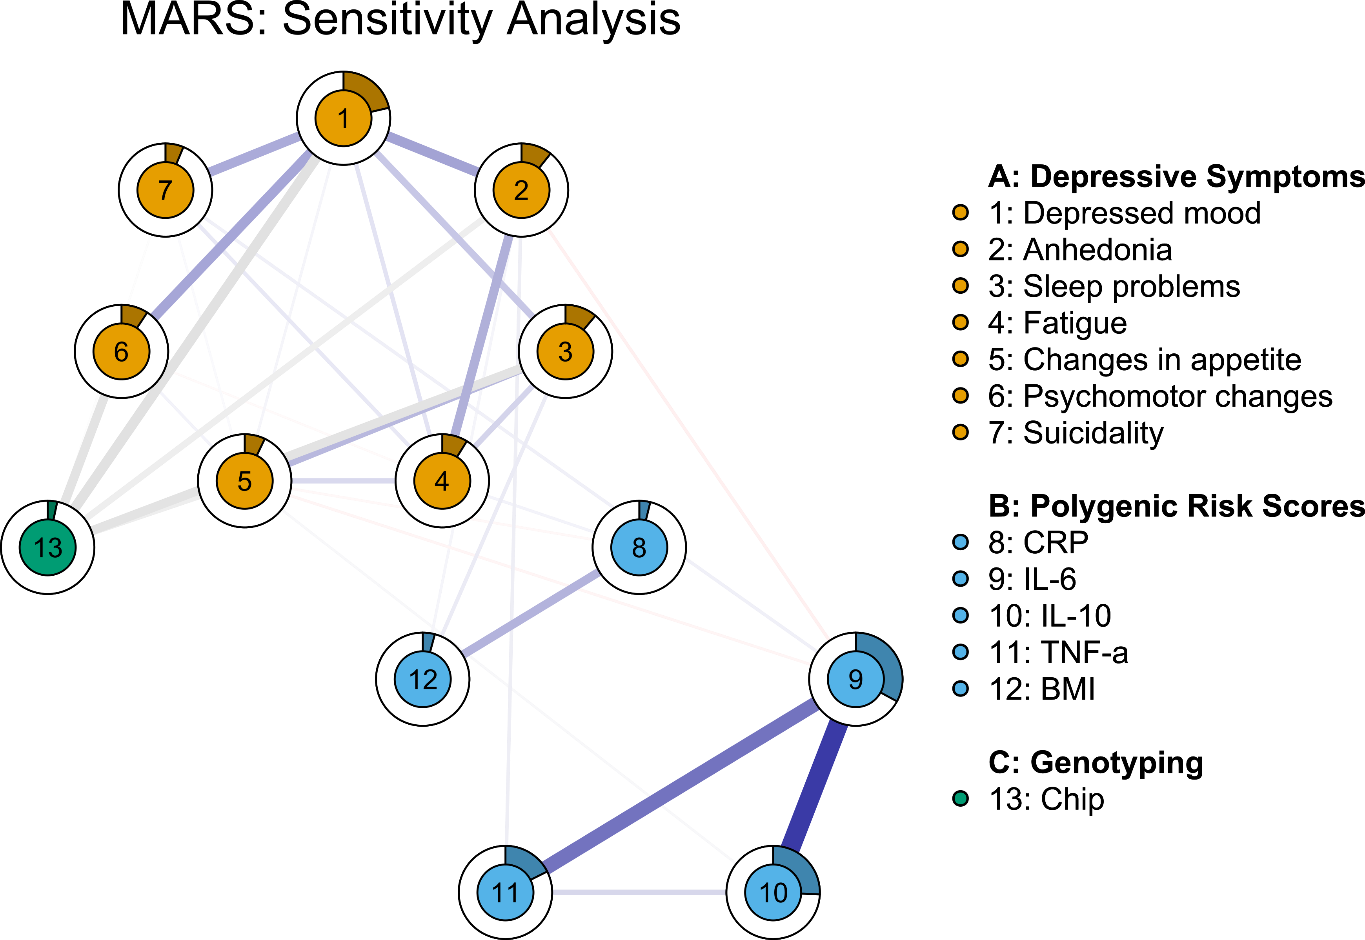 MARS: Sensitivity Analysis
1
7
2
6
3
5
4
13
8
12
9
11
10
A: Depressive Symptoms
1: Depressed mood
2: Anhedonia
3: Sleep problems
4: Fatigue
5: Changes in appetite
6: Psychomotor changes
7: Suicidality
B: Polygenic Risk Scores
8: CRP
9: IL-6
10: IL-10
11: TNF-a
12: BMI
C: Genotyping
13: Chip